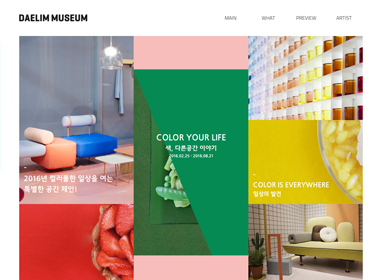 DAELIM MUSEUM
MAIN
WHAT
PREVIEW
ARTIST
COLOR YOUR LIFE
색, 다른공간 이야기
2016.02.25 - 2016.08.21
2016년 컬러풀한 일상을 여는
특별한 공간 제안!
COLOR IS EVERYWHERE
일상의 발견